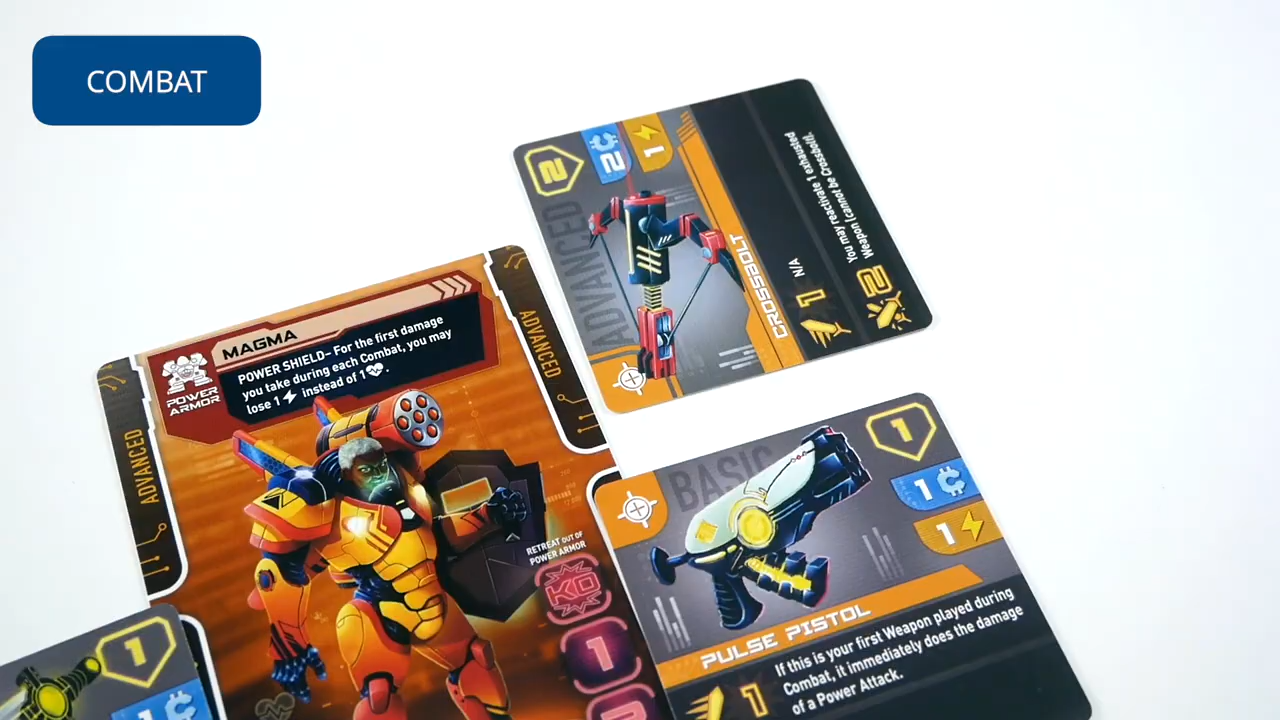 COMBAT
2
2
1
ADVANCED
CROSSBOLT
1 N/A
2 You may reactivate 1 exhausted
Weapon (cannot be Crossbolt).
MAGMA
POWER SHIELD– For the first damage
you take during each Combat, you may
lose 1 instead of 1 .
POWER
ARMOR
ADVANCED
ADVANCED
RETREAT OUT OF
POWER ARMOR
KO
1
1
1
BASIC
1
1
1
PULSE PISTOL
1
If this is your first Weapon played during
Combat, it immediately does the damage
of a Power Attack.